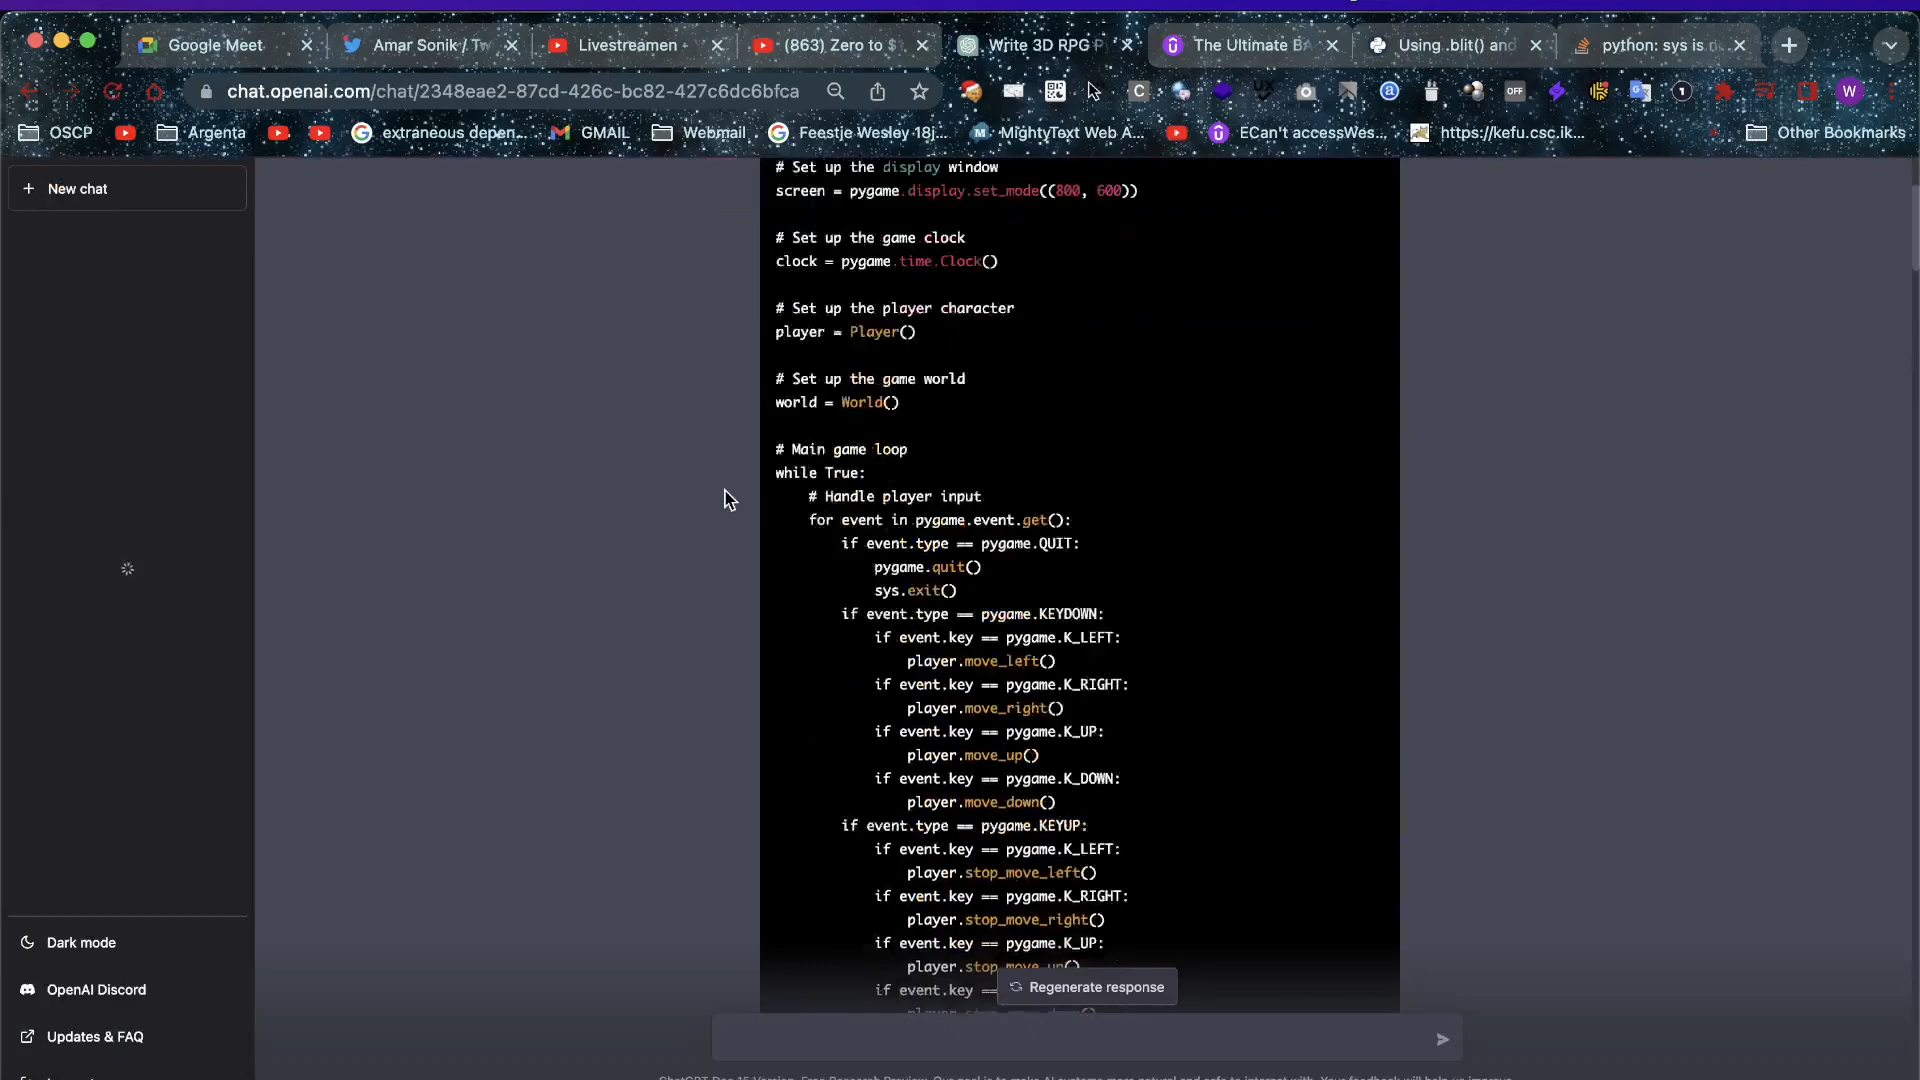 Google Meet
Amar Sonik / Tw
Livestreamen -
(863) Zero to $
Write 3D RPG P
The Ultimate BA
Using .blit() and
python: sys is n
chat.openai.com/chat/2348eae2-87cd-426c-bc82-427c6dc6bfca
OFF
W
OSCP
Argenta
extraneous depen...
GMAIL
Webmail
Feestje Wesley 18j...
MightyText Web A...
ECan't accessWes...
https://kefu.csc.ik...
Other Bookmarks
+ New chat
# Set up the display window
screen = pygame.display.set_mode((800, 600))
# Set up the game clock
clock = pygame.time.Clock()
# Set up the player character
player = Player()
# Set up the game world
world = World()
# Main game loop
while True:
# Handle player input
for event in pygame.event.get():
if event.type == pygame.QUIT:
pygame.quit()
sys.exit()
if event.type == pygame.KEYDOWN:
if event.key == pygame.K_LEFT:
player.move_left()
if event.key == pygame.K_RIGHT:
player.move_right()
if event.key == pygame.K_UP:
player.move_up()
if event.key == pygame.K_DOWN:
player.move_down()
if event.type == pygame.KEYUP:
if event.key == pygame.K_LEFT:
player.stop_move_left()
if event.key == pygame.K_RIGHT:
player.stop_move_right()
if event.key == pygame.K_UP:
player.stop_move_up()
if event.key ==
Regenerate response
Dark mode
OpenAI Discord
Updates & FAQ